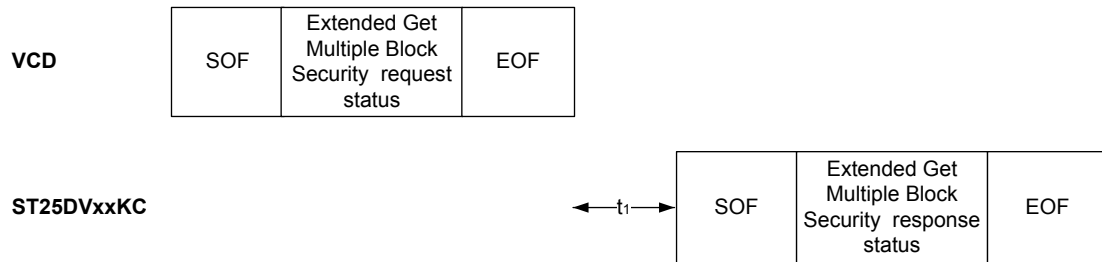 VCD
SOF
Extended Get
Multiple Block
Security request
status
EOF
ST25DVxxKC
t1
SOF
Extended Get
Multiple Block
Security response
status
EOF